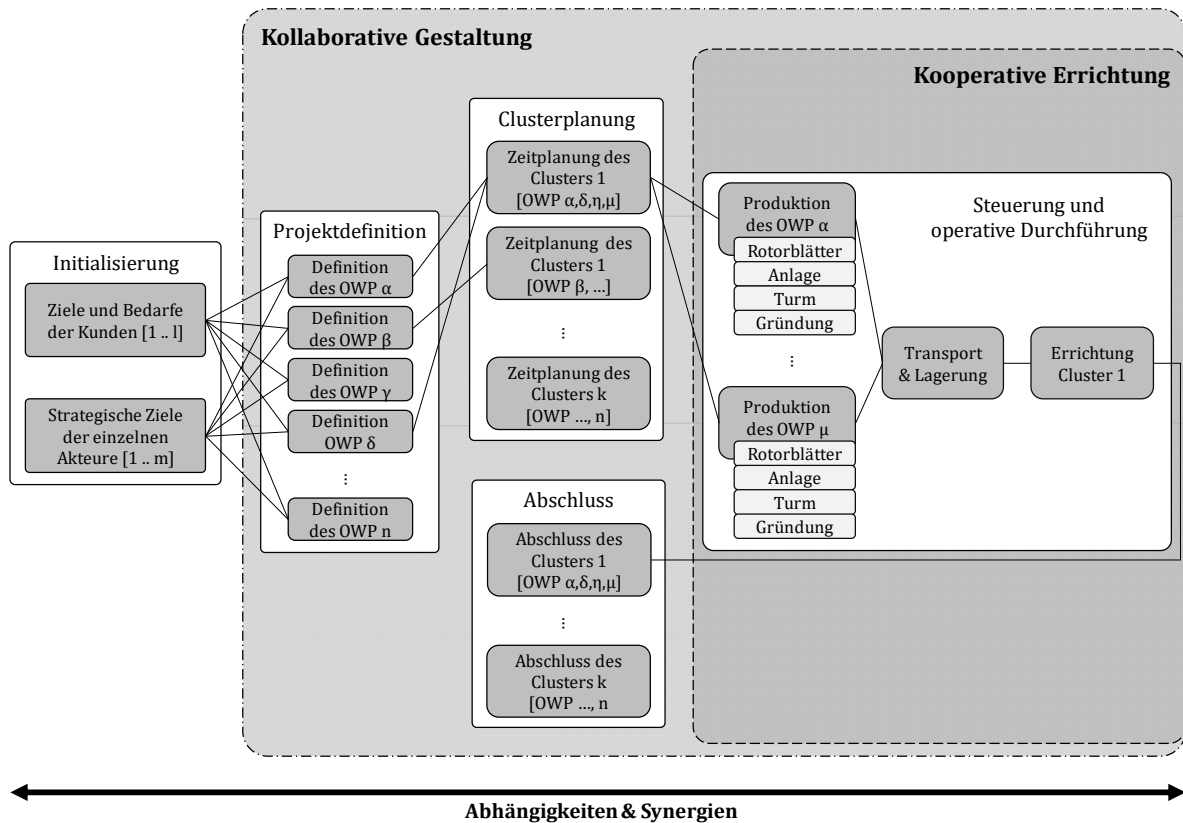 Kollaborative Gestaltung
Kooperative Errichtung
Initialisierung
Ziele und Bedarfe
der Kunden [1 .. l]
Strategische Ziele
der einzelnen
Akteure [1 .. m]
Projektdefinition
Definition
des OWP α
Definition
des OWP β
Definition
des OWP γ
Definition
OWP δ
...
Definition
des OWP n
Clusterplanung
Zeitplanung des
Clusters 1
[OWP α,δ,η,μ]
Zeitplanung des
Clusters 1
[OWP β, ...]
...
Zeitplanung des
Clusters k
[OWP ..., n]
Abschluss
Abschluss des
Clusters 1
[OWP α,δ,η,μ]
...
Abschluss des
Clusters k
[OWP ..., n
Steuerung und
operative Durchführung
Produktion
des OWP α
Rotorblätter
Anlage
Turm
Gründung
...
Produktion
des OWP μ
Rotorblätter
Anlage
Turm
Gründung
Transport
& Lagerung
Errichtung
Cluster 1
Abhängigkeiten & Synergien